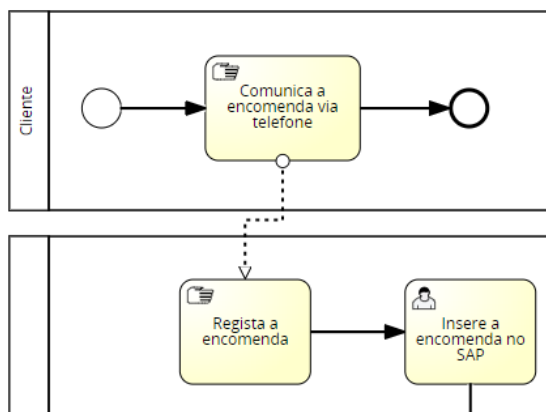 Cliente
Comunica a
encomenda via
telefone
Regista a
encomenda
Insere a
encomenda no
SAP